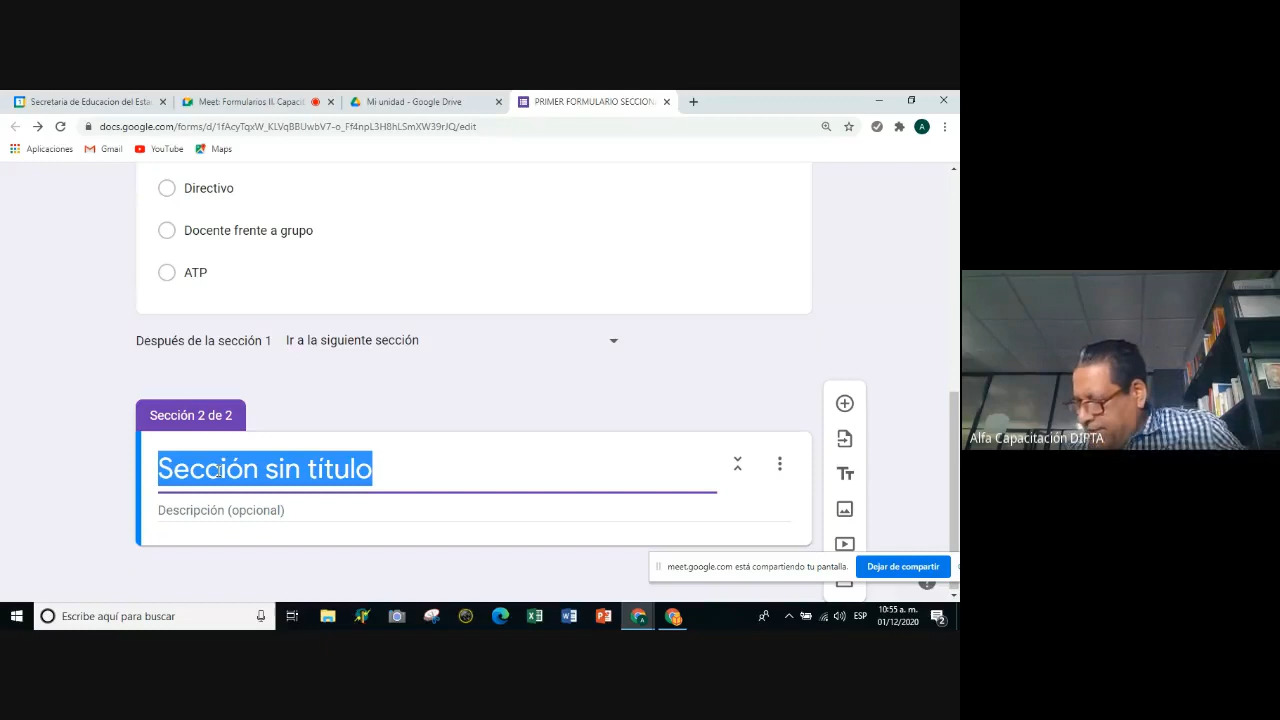 Secretaria de Educacion del Esta
Meet: Formularios II. Capaci
Mi unidad - Google Drive
PRIMER FORMULARIO SECCION
docs.google.com/forms/d/1fAcyTqxW_KLVqBBUwbV7-o_Ff4npL3H8hLSmXW39rJQ/edit
A
Aplicaciones
Gmail
YouTube
Maps
Directivo
Docente frente a grupo
ATP
Después de la sección 1
Ir a la siguiente sección
Sección 2 de 2
Sección sin título
Descripción (opcional)
Tт
Alfa Capacitación DIPTA
meet.google.com está compartiendo tu pantalla.
Dejar de compartir
Escribe aquí para buscar
ESP
10:55 a. m.
01/12/2020
2